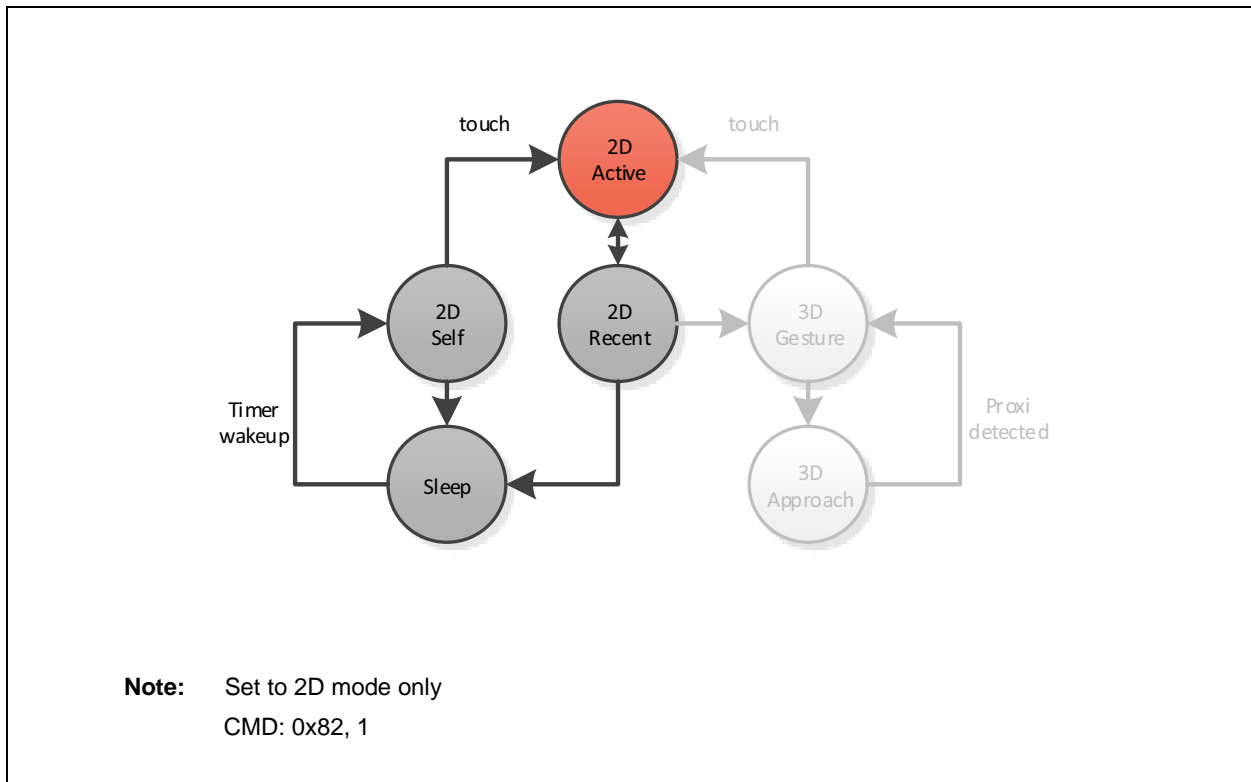 touch
touch
2D
Active
2D
Self
2D
Recent
3D
Gesture
Timer
wakeup
Proxi
detected
Sleep
3D
Approach
Note: Set to 2D mode only
CMD: 0x82, 1